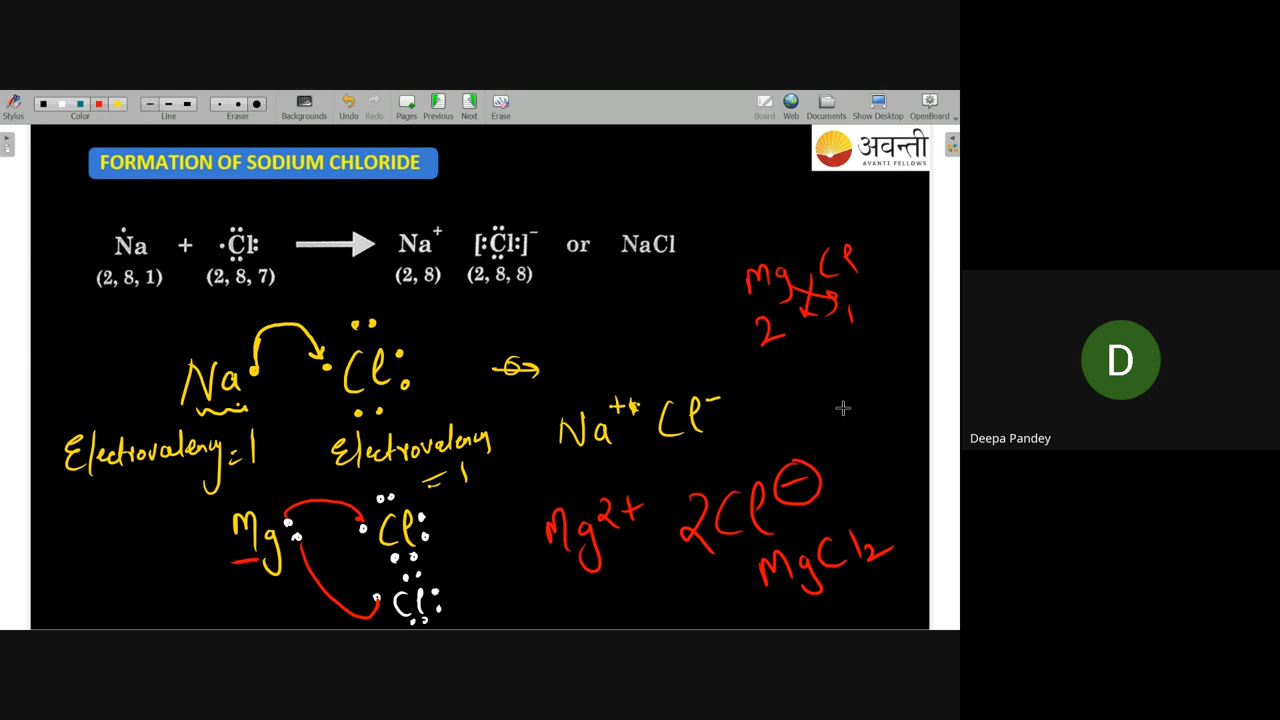 Stylus Color Line Eraser Backgrounds Undo Redo Pages Previous Next Erase Board Web Documents Show Desktop OpenBoard
FORMATION OF SODIUM CHLORIDE
अवन्ती
AVANTI FELLOWS
Na + Cl Na+ [Cl]− or NaCl
(2, 8, 1) (2, 8, 7) (2, 8) (2, 8, 8)
Mg Cl
2 1
Na Cl
Na+ Cl−
Electrovalency = 1 Electrovalency
= 1
Mg Cl Mg2+ 2Cl−
MgCl2
Cl
D
Deepa Pandey